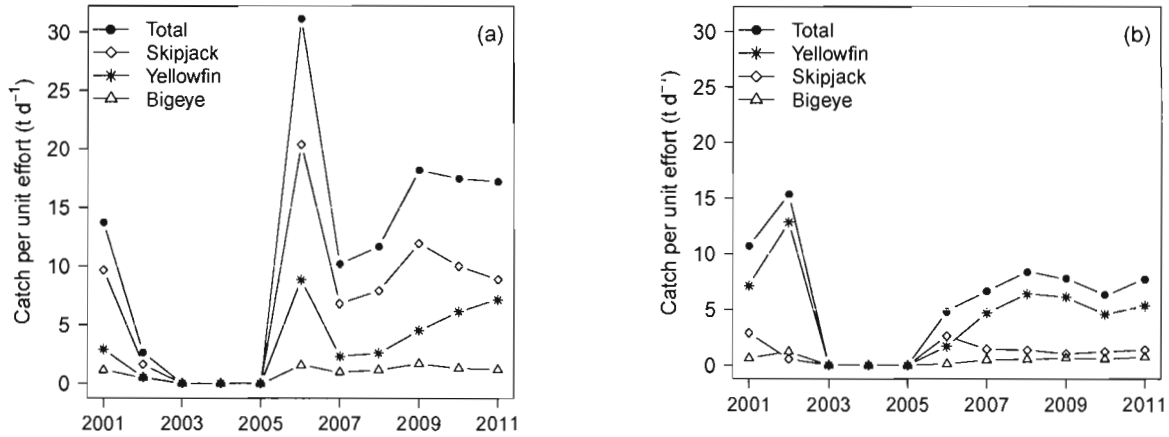 (a)
Total
Skipjack
Yellowfin
Bigeye
Catch per unit effort (t d⁻¹)
30
25
20
15
10
5
0
2001 2003 2005 2007 2009 2011
(b)
Total
Yellowfin
Skipjack
Bigeye
Catch per unit effort (t d⁻')
30
25
20
15
10
5
0
2001 2003 2005 2007 2009 2011